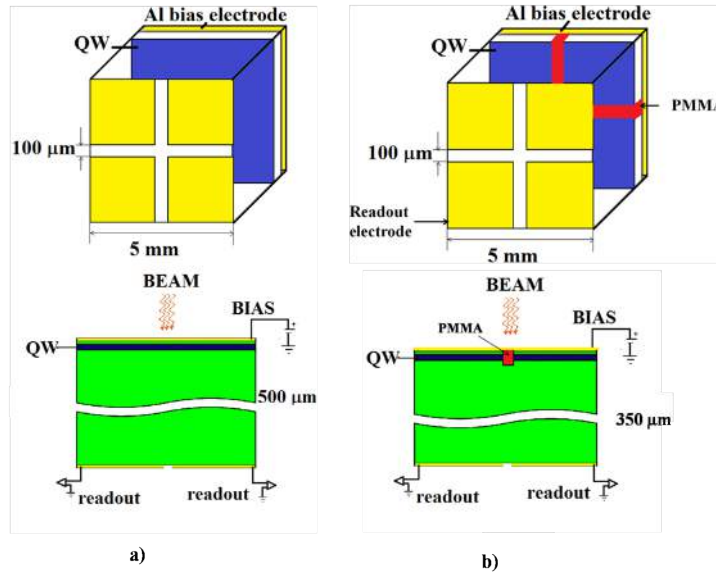 Al bias electrode
QW
100 μm
5 mm
BEAM
BIAS
QW
500 μm
readout
readout
a)
Al bias electrode
QW
PMMA
100 μm
Readout
electrode
5 mm
BEAM
BIAS
PMMA
QW
350 μm
readout
readout
b)